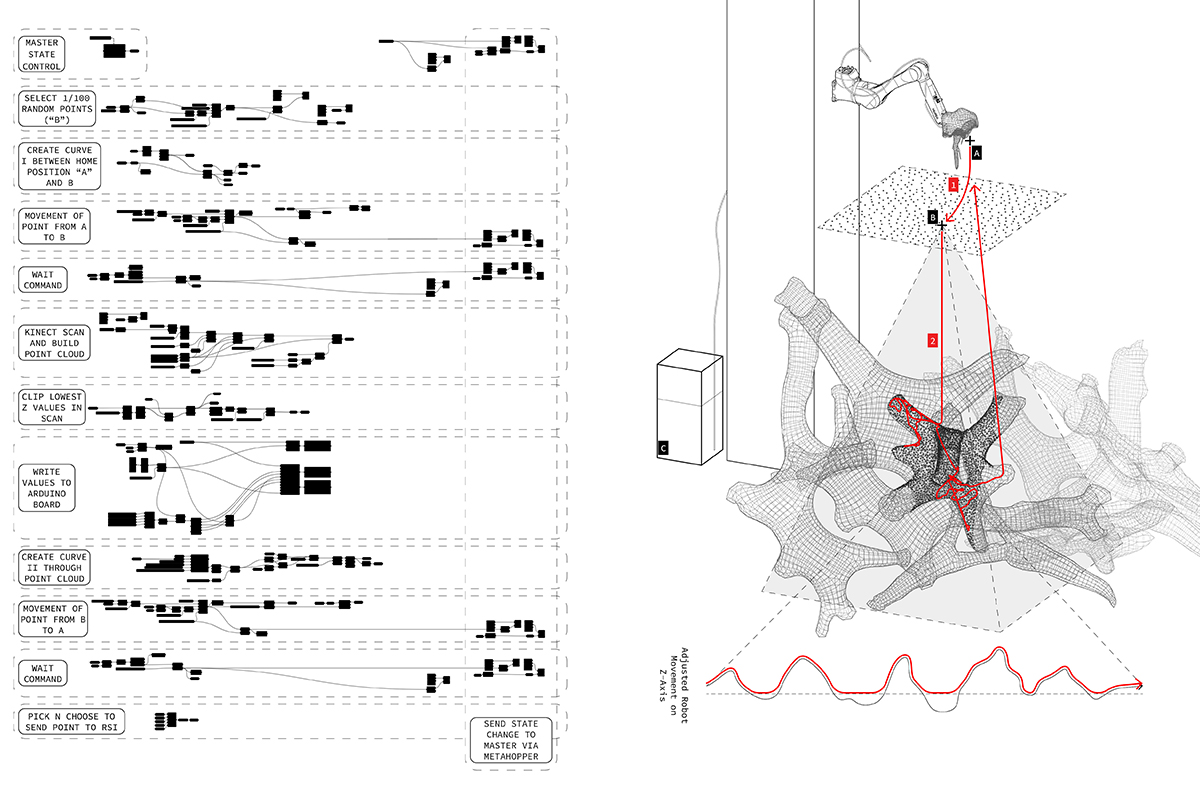 MASTER
STATE
CONTROL
SELECT 1/100
RANDOM POINTS
(“B”)
CREATE CURVE
I BETWEEN HOME
POSITION “A”
AND B
MOVEMENT OF
POINT FROM A
TO B
WAIT
COMMAND
KINECT SCAN
AND BUILD
POINT CLOUD
CLIP LOWEST
Z VALUES IN
SCAN
WRITE
VALUES TO
ARDUINO
BOARD
CREATE CURVE
II THROUGH
POINT CLOUD
MOVEMENT OF
POINT FROM B
TO A
WAIT
COMMAND
PICK N CHOOSE TO
SEND POINT TO RSI
SEND STATE
CHANGE TO
MASTER VIA
METAHOPPER
A
1
B
2
C
Adjusted Robot
Movement on
Z-Axis